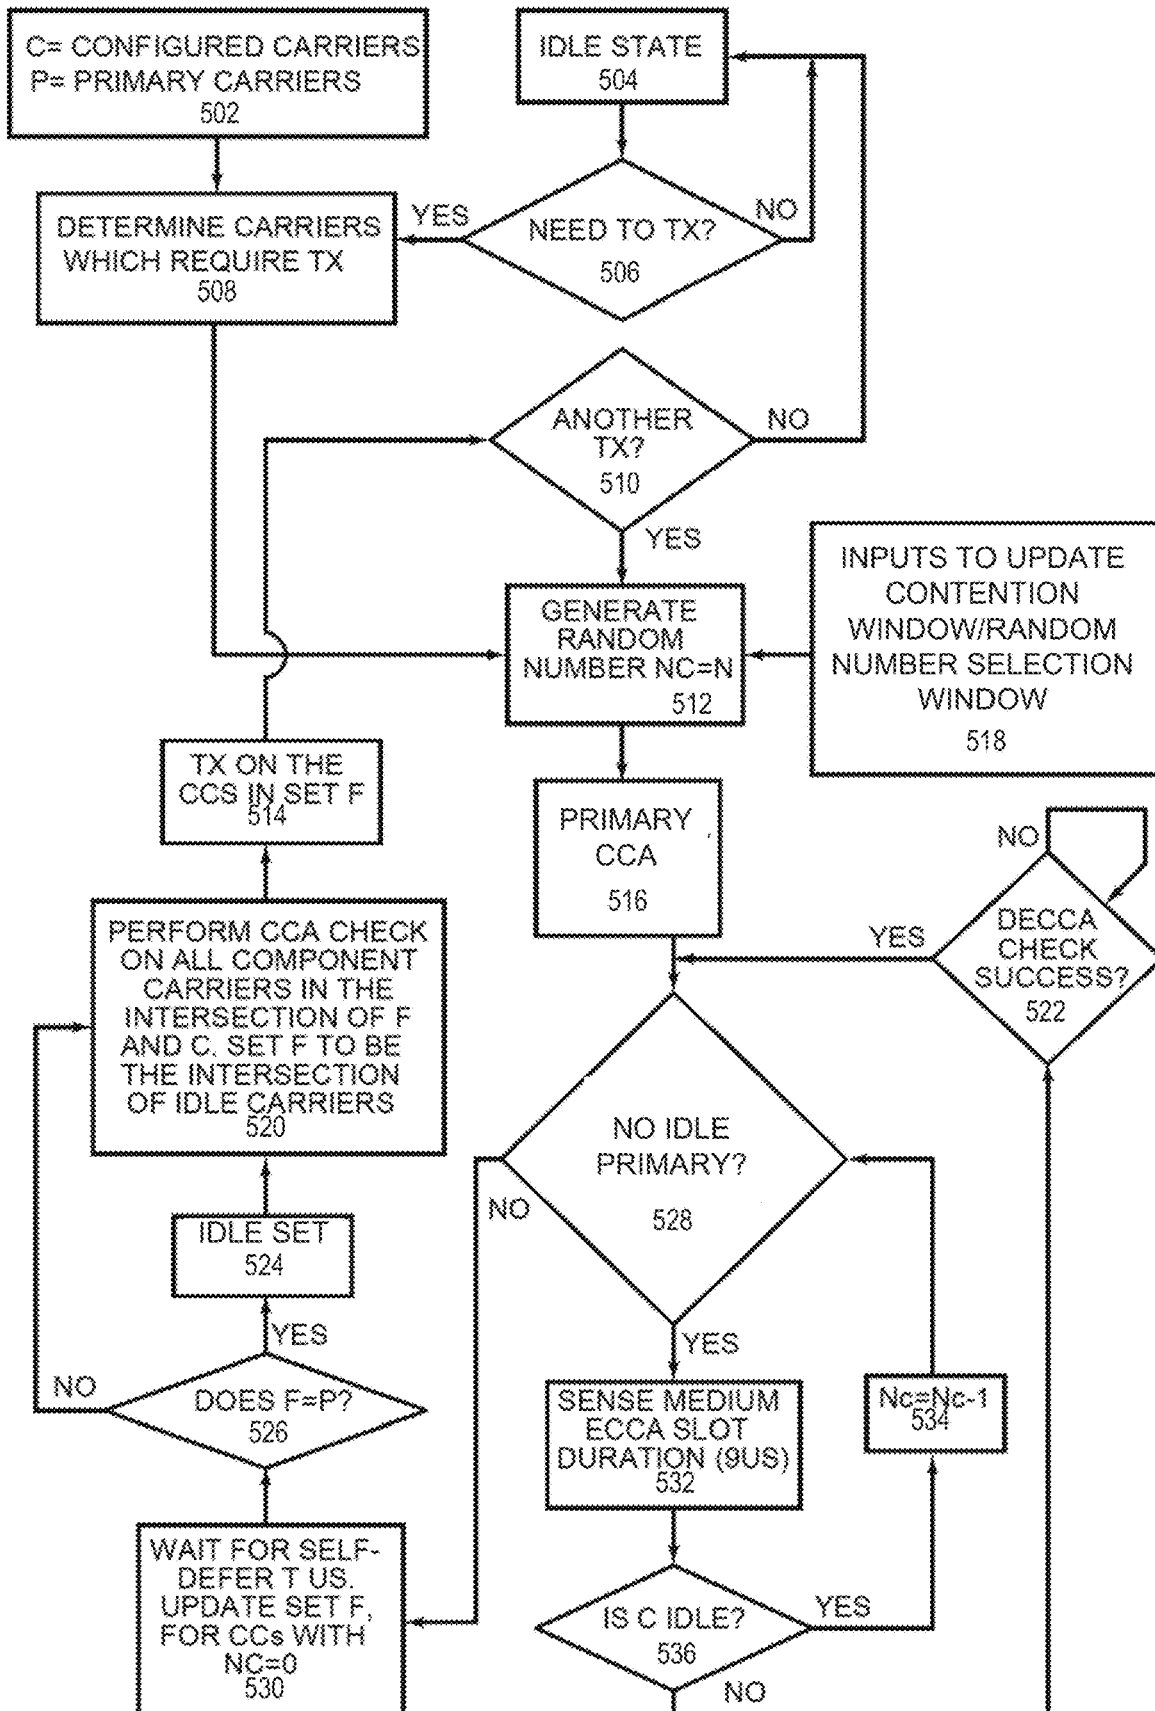 C= CONFIGURED CARRIERS
P= PRIMARY CARRIERS
502
IDLE STATE
504
DETERMINE CARRIERS
WHICH REQUIRE TX
508
YES
NEED TO TX?
506
NO
ANOTHER
TX?
510
NO
YES
GENERATE
RANDOM
NUMBER NC=N
512
INPUTS TO UPDATE
CONTENTION
WINDOW/RANDOM
NUMBER SELECTION
WINDOW
518
TX ON THE
CCS IN SET F
514
PRIMARY
CCA
516
NO
DECCA
CHECK
SUCCESS?
522
YES
PERFORM CCA CHECK
ON ALL COMPONENT
CARRIERS IN THE
INTERSECTION OF F
AND C. SET F TO BE
THE INTERSECTION
OF IDLE CARRIERS
520
NO IDLE
PRIMARY?
528
NO
YES
IDLE SET
524
YES
NO
DOES F=P?
526
SENSE MEDIUM
ECCA SLOT
DURATION (9US)
532
Nc=Nc-1
534
WAIT FOR SELF-
DEFER T US.
UPDATE SET F,
FOR CCs WITH
NC=0
530
IS C IDLE?
536
YES
NO